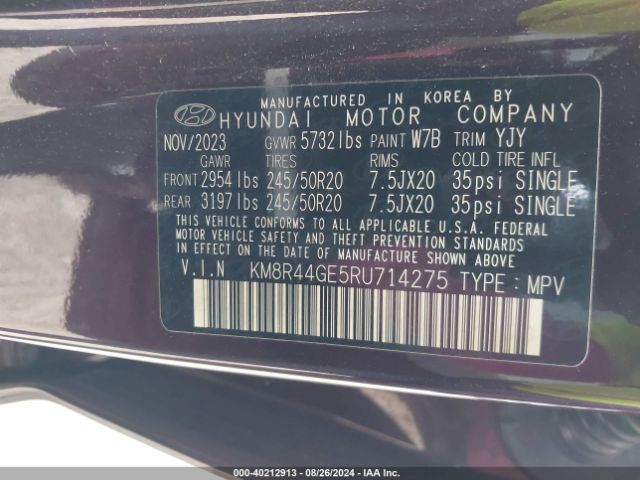 MANUFACTURED IN KOREA BY
HYUNDAI MOTOR COMPANY
NOV/2023 GVWR 5732lbs PAINT W7B TRIM YJY
GAWR TIRES RIMS COLD TIRE INFL
FRONT 2954lbs 245/50R20 7.5JX20 35psi SINGLE
REAR 3197lbs 245/50R20 7.5JX20 35psi SINGLE
THIS VEHICLE CONFORMS TO ALL APPLICABLE U.S.A. FEDERAL
MOTOR VEHICLE SAFETY AND THEFT PREVENTION STANDARDS
IN EFFECT ON THE DATE OF MANUFACTURE SHOWN ABOVE.
V.I.N KM8R44GE5RU714275 TYPE : MPV
000-40212913 - 08/26/2024 - IAAI.COM